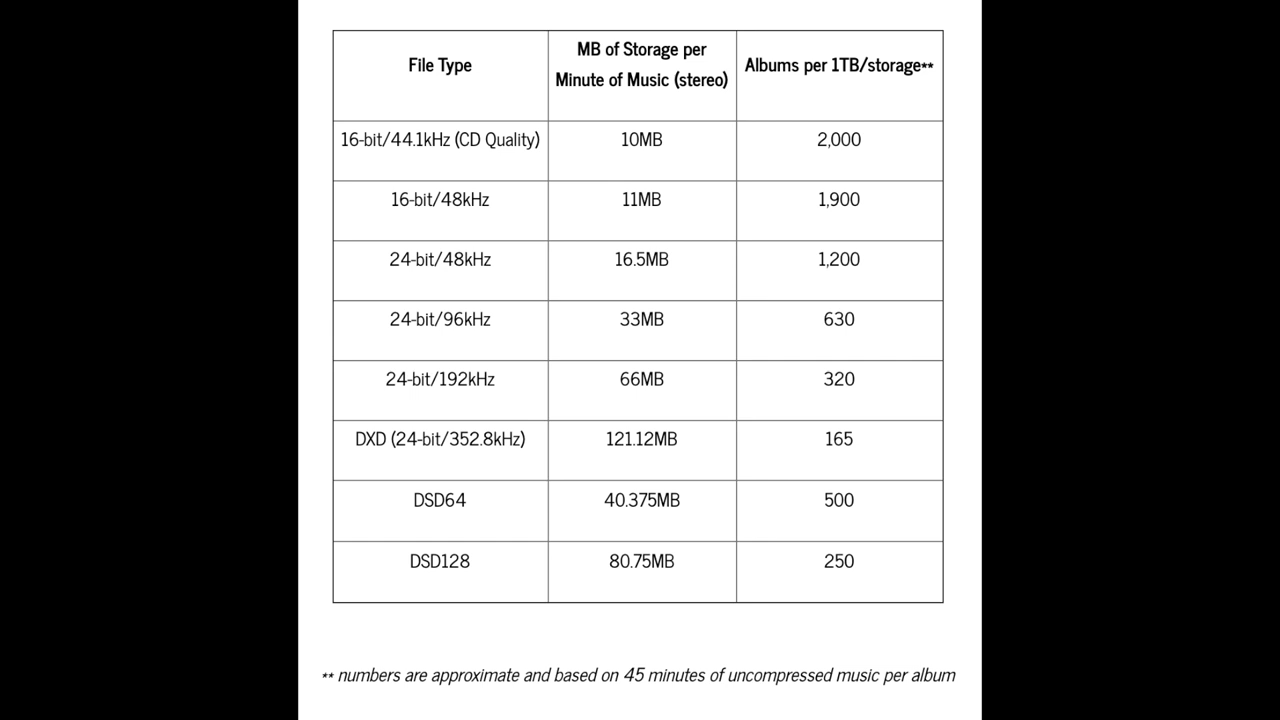 File Type
MB of Storage per
Minute of Music (stereo)
Albums per 1TB/storage**
16-bit/44.1kHz (CD Quality)
10MB
2,000
16-bit/48kHz
11MB
1,900
24-bit/48kHz
16.5MB
1,200
24-bit/96kHz
33MB
630
24-bit/192kHz
66MB
320
DXD (24-bit/352.8kHz)
121.12MB
165
DSD64
40.375MB
500
DSD128
80.75MB
250
** numbers are approximate and based on 45 minutes of uncompressed music per album